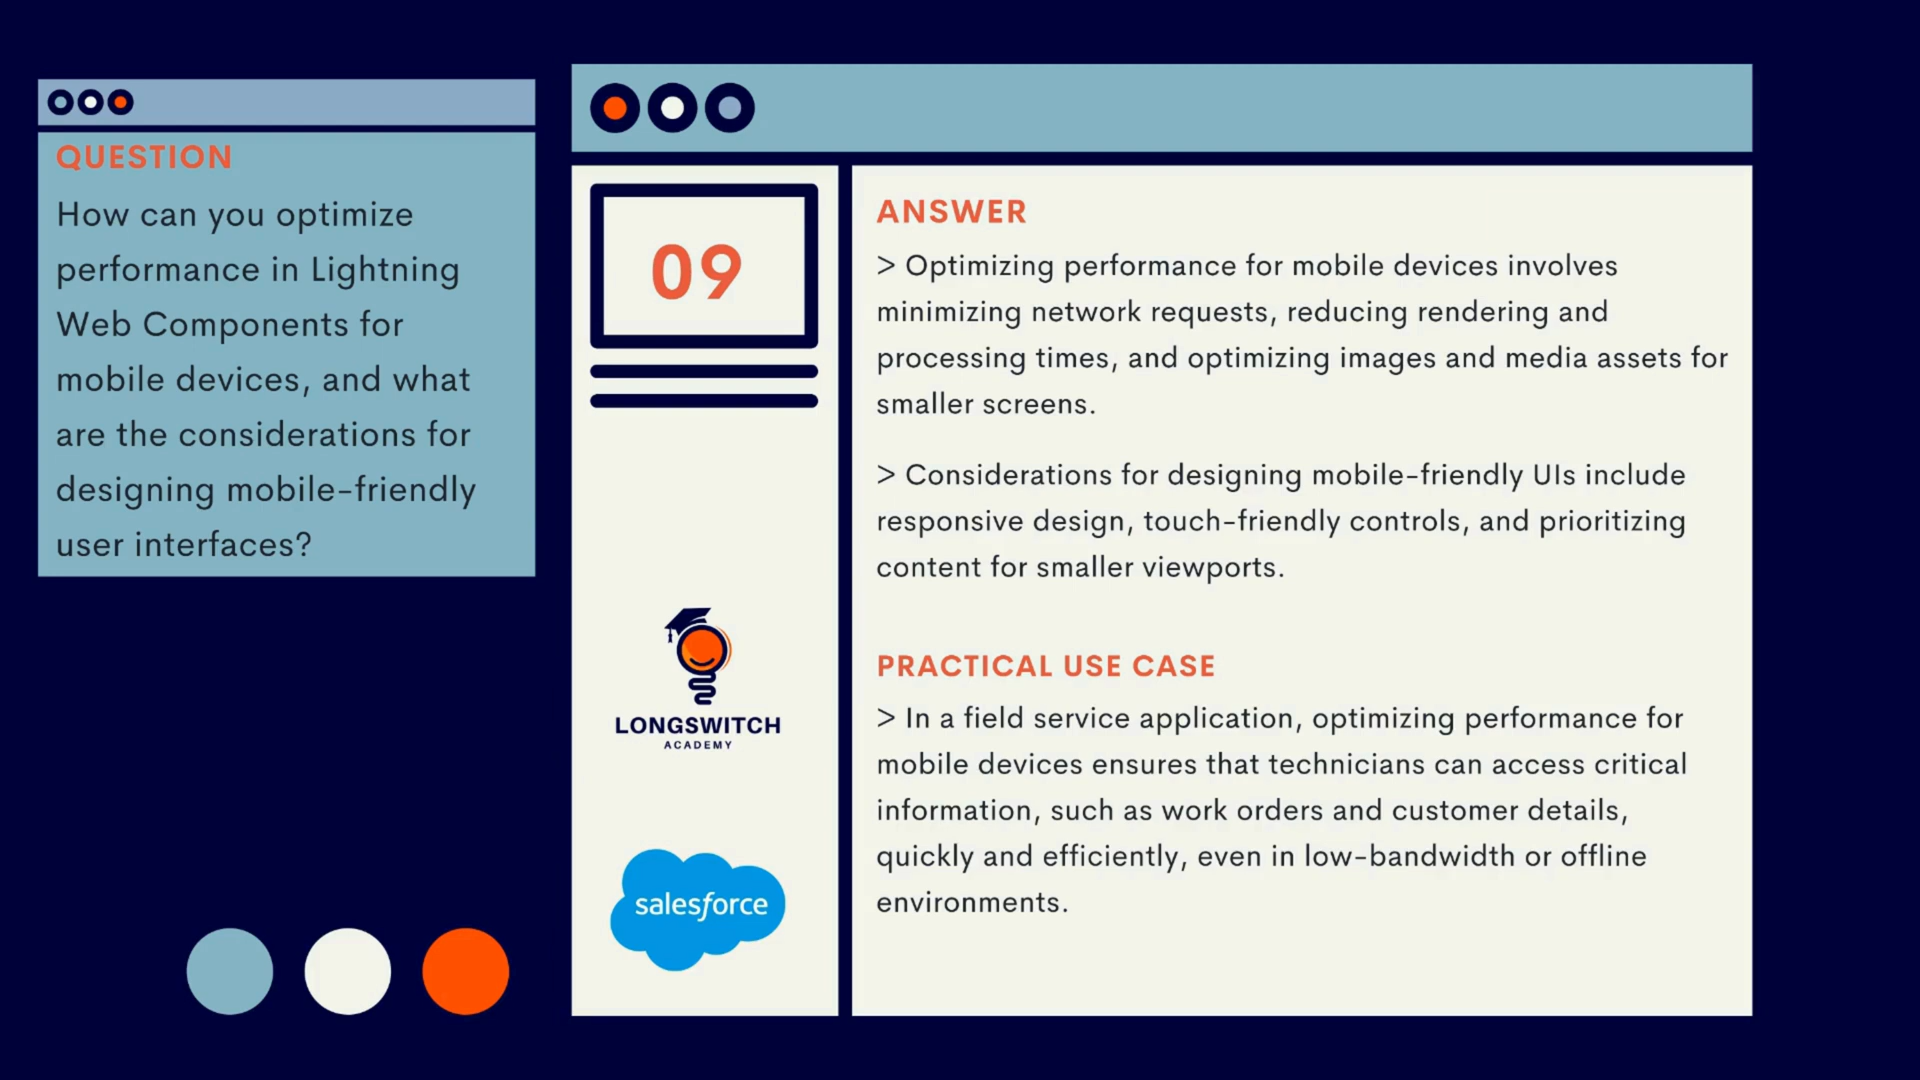 QUESTION
How can you optimize
performance in Lightning
Web Components for
mobile devices, and what
are the considerations for
designing mobile-friendly
user interfaces?
09
LONGSWITCH
ACADEMY
salesforce
ANSWER
> Optimizing performance for mobile devices involves
minimizing network requests, reducing rendering and
processing times, and optimizing images and media assets for
smaller screens.
> Considerations for designing mobile-friendly UIs include
responsive design, touch-friendly controls, and prioritizing
content for smaller viewports.
PRACTICAL USE CASE
> In a field service application, optimizing performance for
mobile devices ensures that technicians can access critical
information, such as work orders and customer details,
quickly and efficiently, even in low-bandwidth or offline
environments.